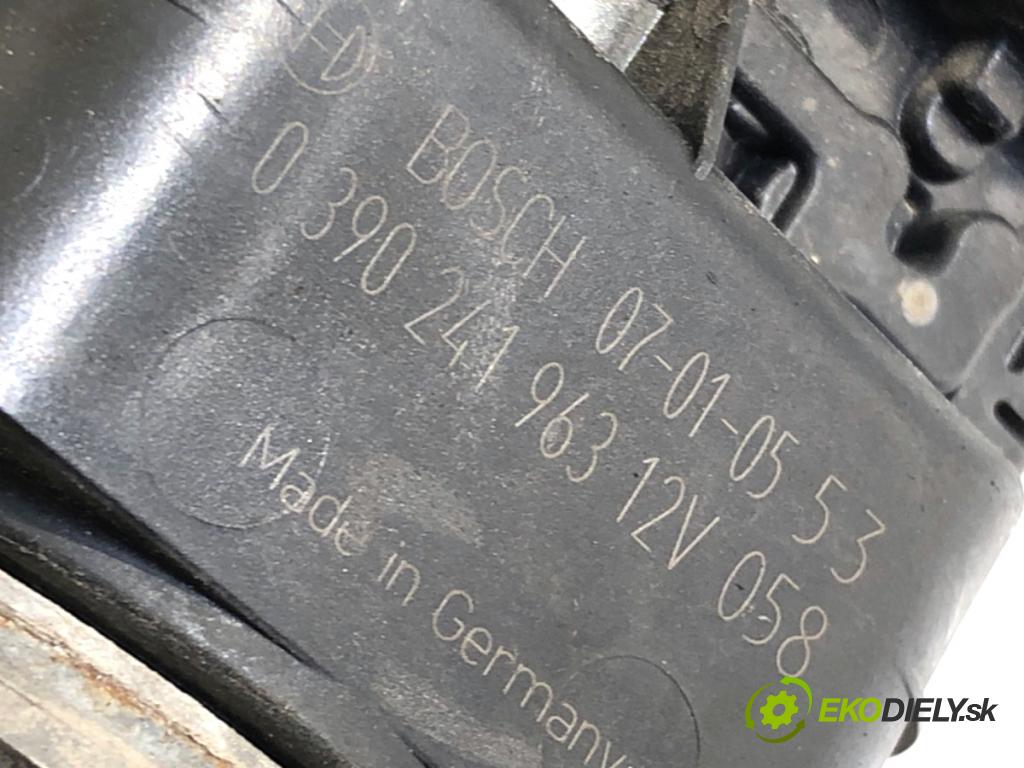 BOSCH 07-01-05 53
0 390 241 963 12V 058
Made in Germany
EKODIELY.sk